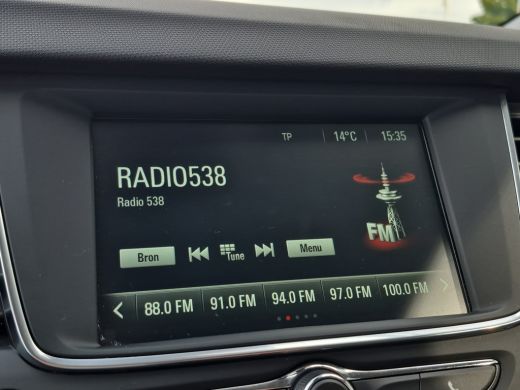 TP 14°C 15:35
RADIO538
Radio 538
FM
Bron Tune Menu
88.0 FM 91.0 FM 94.0 FM 97.0 FM 100.0 FM